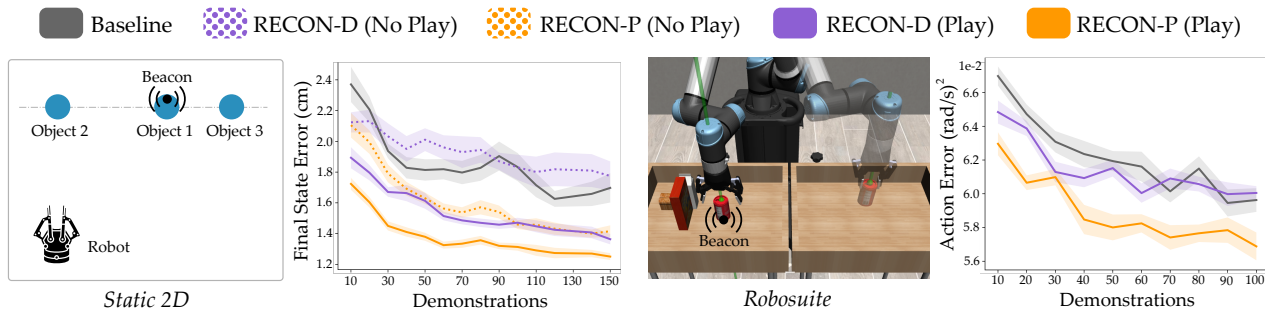 Baseline
RECON-D (No Play)
RECON-P (No Play)
RECON-D (Play)
RECON-P (Play)
Beacon
Object 2
Object 1
Object 3
Robot
Static 2D
Final State Error (cm)
2.4
2.2
2.0
1.8
1.6
1.4
1.2
10
30
50
70
90
110
130
150
Demonstrations
Beacon
Robosuite
1e-2
Action Error (rad/s)²
6.6
6.4
6.2
6.0
5.8
5.6
10 20 30 40 50 60 70 80 90 100
Demonstrations